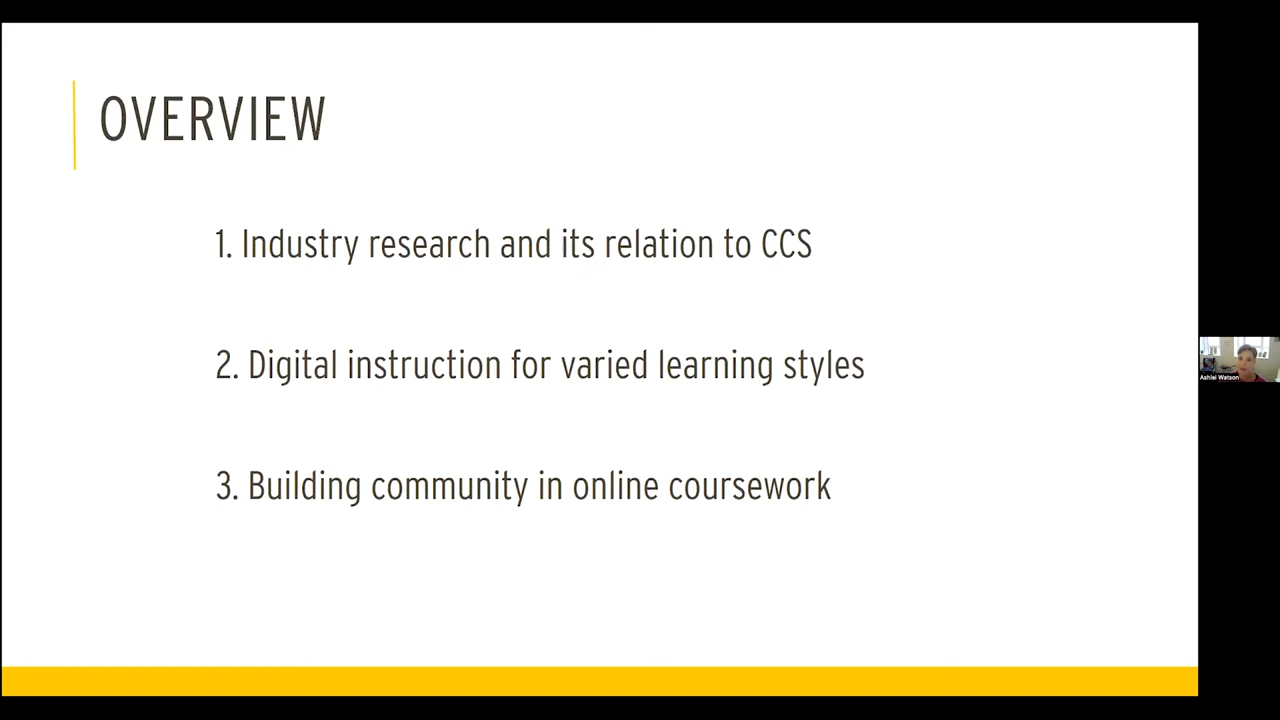 OVERVIEW
1. Industry research and its relation to CCS
2. Digital instruction for varied learning styles
3. Building community in online coursework
Ashlei Watson